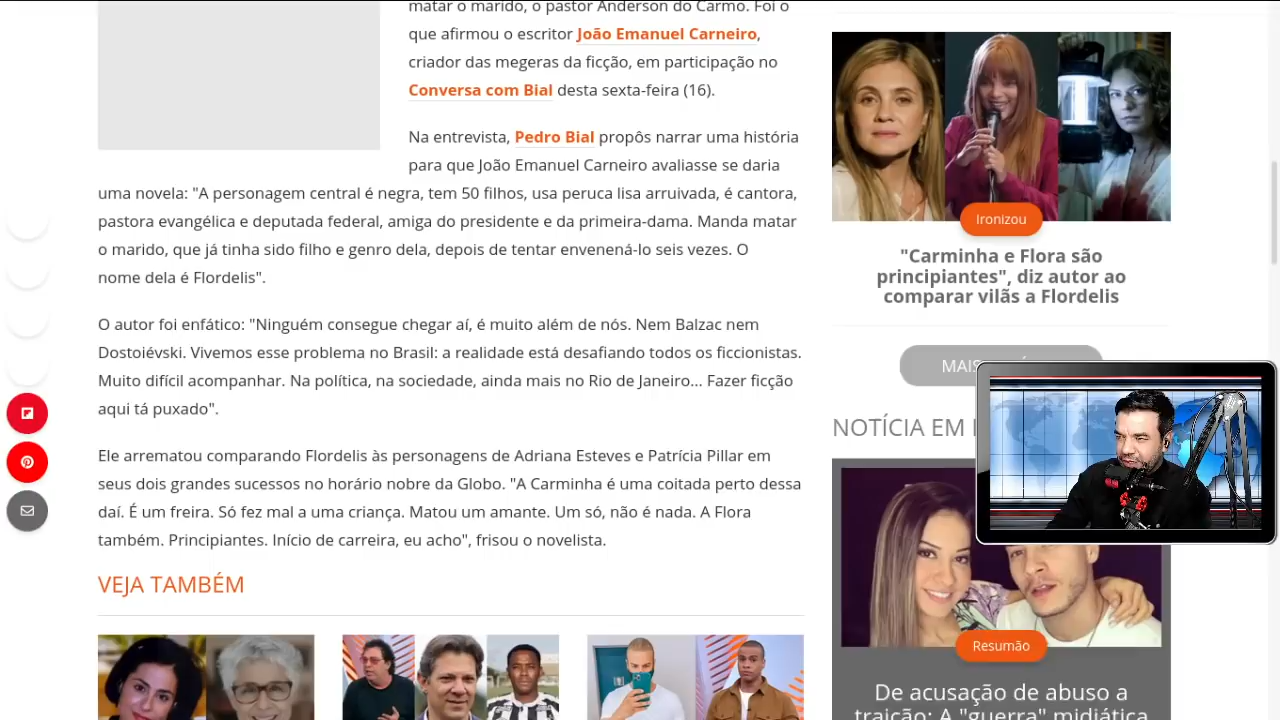 matar o marido, o pastor Anderson do Carmo. Foi o
que afirmou o escritor João Emanuel Carneiro,
criador das megeras da ficção, em participação no
Conversa com Bial desta sexta-feira (16).
Na entrevista, Pedro Bial propôs narrar uma história
para que João Emanuel Carneiro avaliasse se daria
uma novela: "A personagem central é negra, tem 50 filhos, usa peruca lisa arruivada, é cantora,
pastora evangélica e deputada federal, amiga do presidente e da primeira-dama. Manda matar
o marido, que já tinha sido filho e genro dela, depois de tentar envenená-lo seis vezes. O
nome dela é Flordelis".
O autor foi enfático: "Ninguém consegue chegar aí, é muito além de nós. Nem Balzac nem
Dostoiévski. Vivemos esse problema no Brasil: a realidade está desafiando todos os ficcionistas.
Muito difícil acompanhar. Na política, na sociedade, ainda mais no Rio de Janeiro... Fazer ficção
aqui tá puxado".
Ele arrematou comparando Flordelis às personagens de Adriana Esteves e Patrícia Pillar em
seus dois grandes sucessos no horário nobre da Globo. "A Carminha é uma coitada perto dessa
daí. É um freira. Só fez mal a uma criança. Matou um amante. Um só, não é nada. A Flora
também. Principiantes. Início de carreira, eu acho", frisou o novelista.
VEJA TAMBÉM
Ironizou
"Carminha e Flora são
principiantes", diz autor ao
comparar vilãs a Flordelis
MAIS
NOTÍCIA EM
Resumão
De acusação de abuso a
traição: A "guerra" midiática